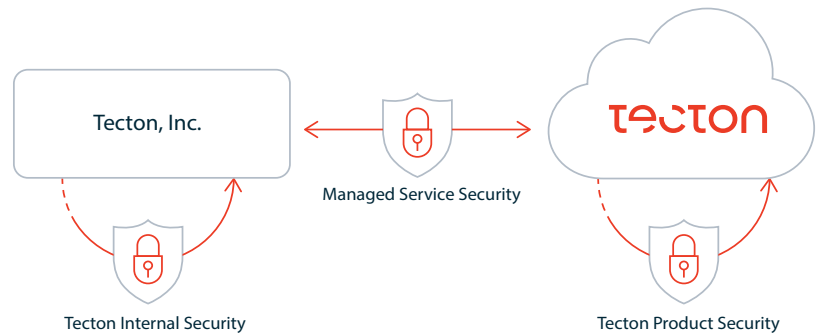 Tecton, Inc.
tecton
Managed Service Security
Tecton Internal Security
Tecton Product Security